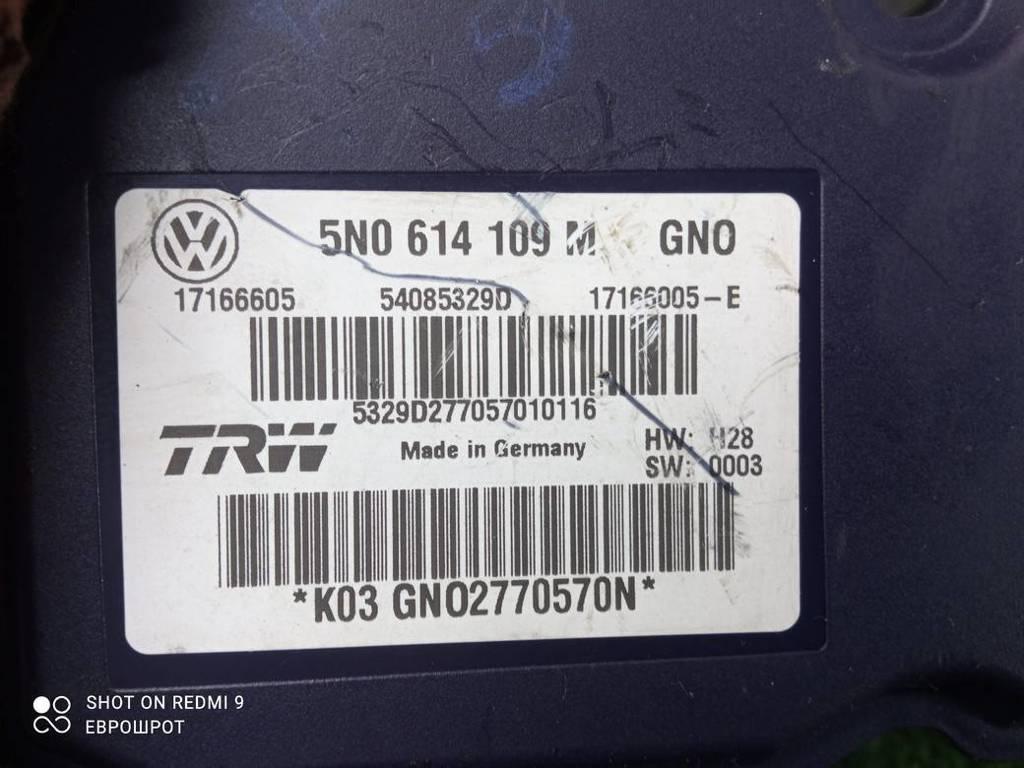 5N0 614 109 M GNO
17166605 54085329D 17166005-E
5329D277057010116
TRW Made in Germany HW: H28
SW: 0003
*K03 GNO2770570N*
SHOT ON REDMI 9
ЕВРОШРОТ